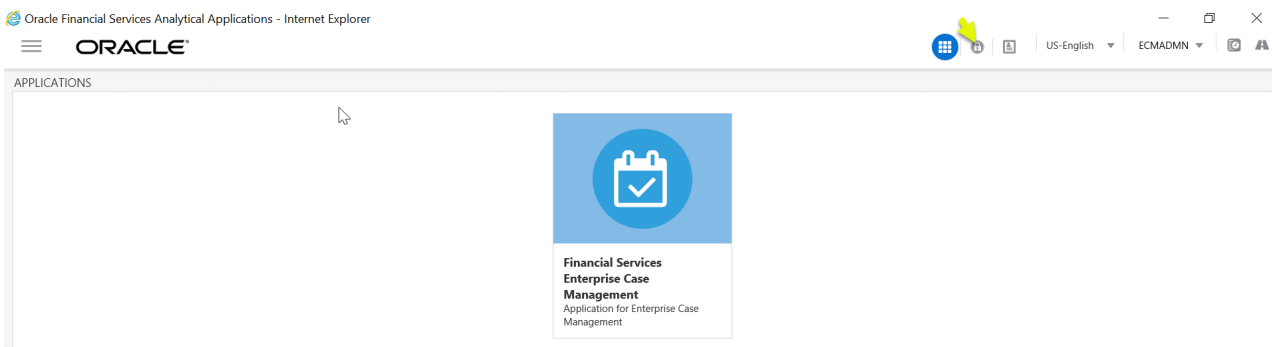 Oracle Financial Services Analytical Applications - Internet Explorer
ORACLE®
US-English
ECMADMN
APPLICATIONS
Financial Services
Enterprise Case
Management
Application for Enterprise Case
Management